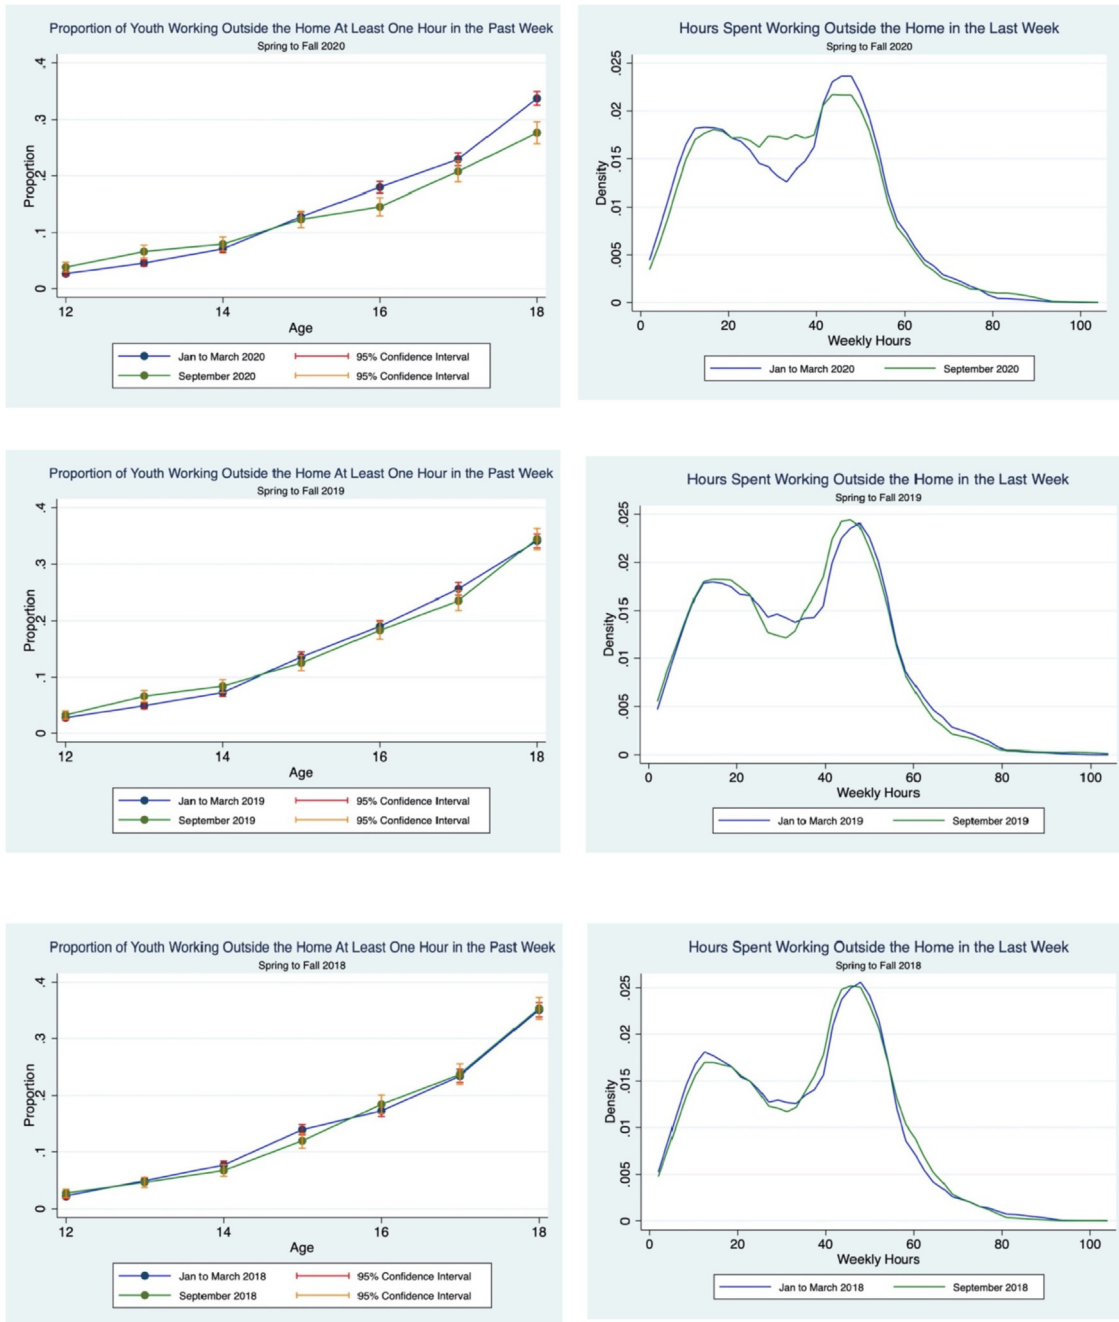 Proportion of Youth Working Outside the Home At Least One Hour in the Past Week
Spring to Fall 2020
.4
.3
.2
.1
0
Proportion
12 14 16 18
Age
Jan to March 2020 95% Confidence Interval
September 2020 95% Confidence Interval
Hours Spent Working Outside the Home in the Last Week
Spring to Fall 2020
.025
.02
.015
.01
.005
0
Density
0 20 40 60 80 100
Weekly Hours
Jan to March 2020 September 2020
Proportion of Youth Working Outside the Home At Least One Hour in the Past Week
Spring to Fall 2019
.4
.3
.2
.1
0
Proportion
12 14 16 18
Age
Jan to March 2019 95% Confidence Interval
September 2019 95% Confidence Interval
Hours Spent Working Outside the Home in the Last Week
Spring to Fall 2019
.025
.02
.015
.01
.005
0
Density
0 20 40 60 80 100
Weekly Hours
Jan to March 2019 September 2019
Proportion of Youth Working Outside the Home At Least One Hour in the Past Week
Spring to Fall 2018
.4
.3
.2
.1
0
Proportion
12 14 16 18
Age
Jan to March 2018 95% Confidence Interval
September 2018 95% Confidence Interval
Hours Spent Working Outside the Home in the Last Week
Spring to Fall 2018
.025
.02
.015
.01
.005
0
Density
0 20 40 60 80 100
Weekly Hours
Jan to March 2018 September 2018